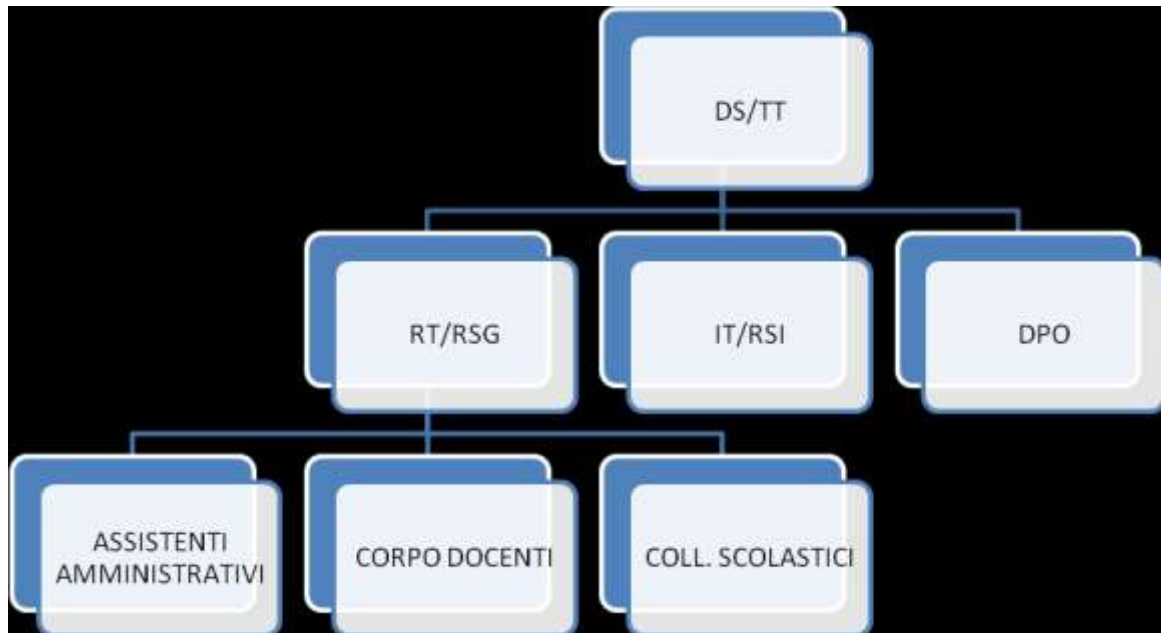 DS/TT
RT/RSG
IT/RSI
DPO
ASSISTENTI
AMMINISTRATIVI
CORPO DOCENTI
COLL. SCOLASTICI